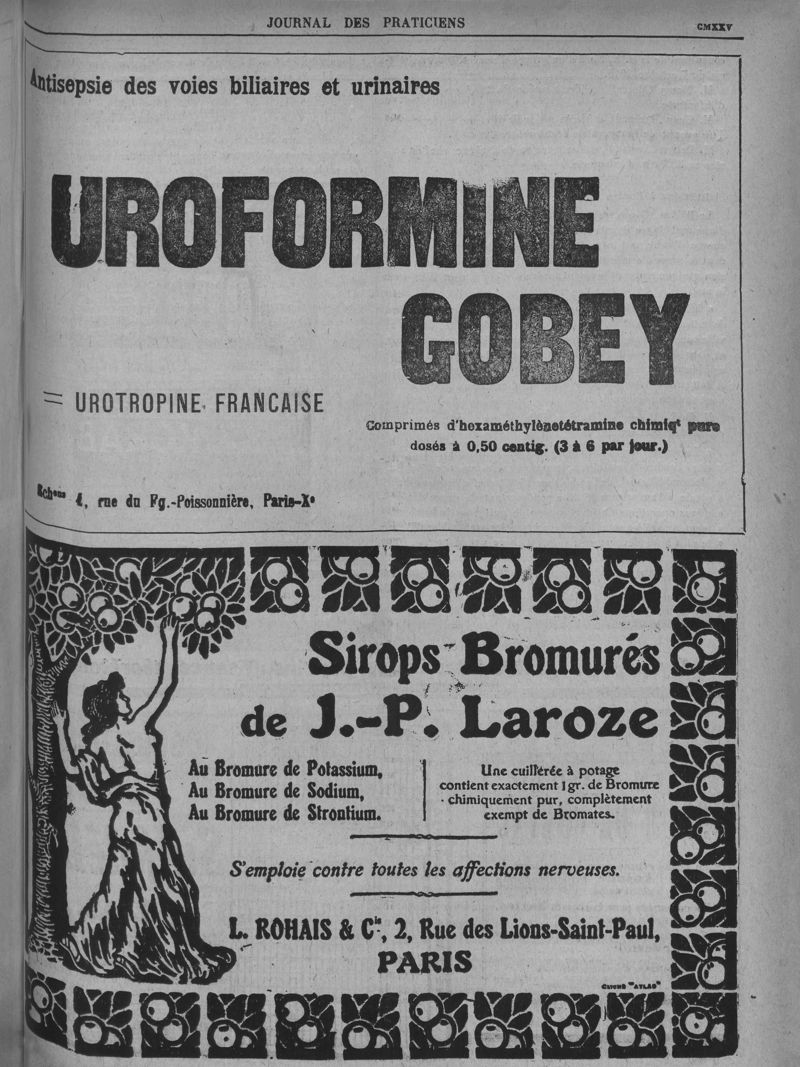 JOURNAL DES PRATICIENS
CMXXV
Antisepsie des voies biliaires et urinaires
UROFORMINE
GOBEY
= UROTROPINE FRANCAISE
Comprimés d'hexaméthylènetétramine chimiqt pure
dosés à 0,50 centig. (3 à 6 par jour.)
Echons 4, rue du Fg.-Poissonnière, Paris-Xe
Sirops Bromurés
de J.-P. Laroze
Au Bromure de Potassium,
Au Bromure de Sodium,
Au Bromure de Strontium.
Une cuillérée à potage
contient exactement 1 gr. de Bromure
chimiquement pur, complètement
exempt de Bromates.
S'emploie contre toutes les affections nerveuses.
L. ROHAIS & Cie, 2, Rue des Lions-Saint-Paul,
PARIS
CLICHÉ "ATLAS"